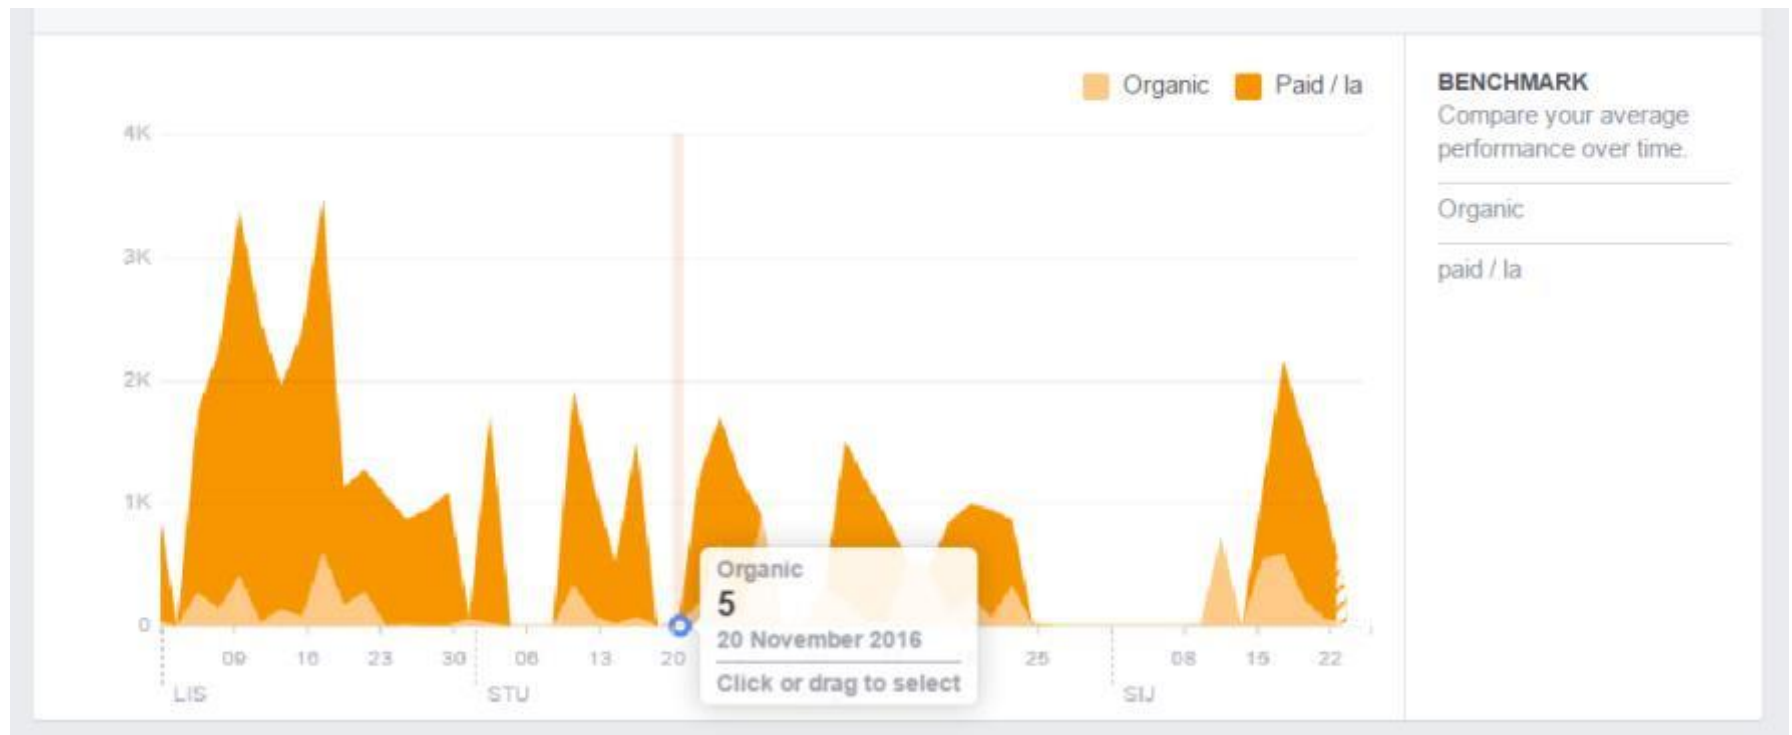 Organic Paid / la
4K
3K
2K
1K
0
09 16 23 30 06 13 20 25 08 15 22
LIS STU SIJ
Organic
5
20 November 2016
Click or drag to select
BENCHMARK
Compare your average
performance over time.
Organic
paid / la